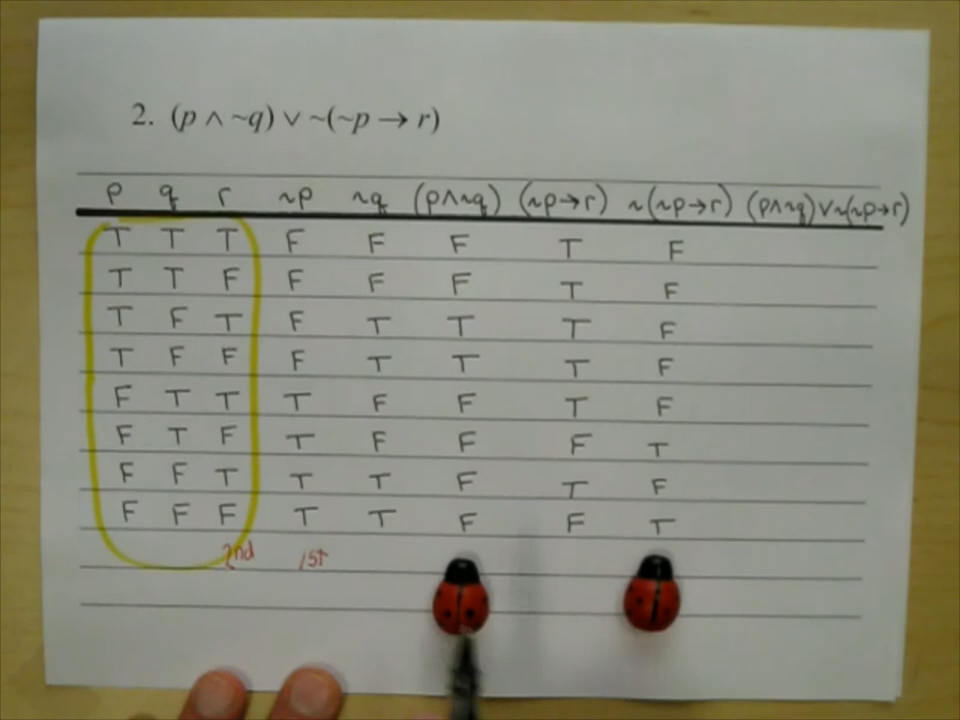 2. (p ∧ ~q) ∨ ~(~p → r)
p q r ~p ~q (p∧~q) (~p→r) ~(~p→r) (p∧~q)∨~(~p→r)
T T T F F F T F
T T F F F F T F
T F T F T T T F
T F F F T T T F
F T T T F F T F
F T F T F F F T
F F T T T F T F
F F F T T F F T
2nd 1st